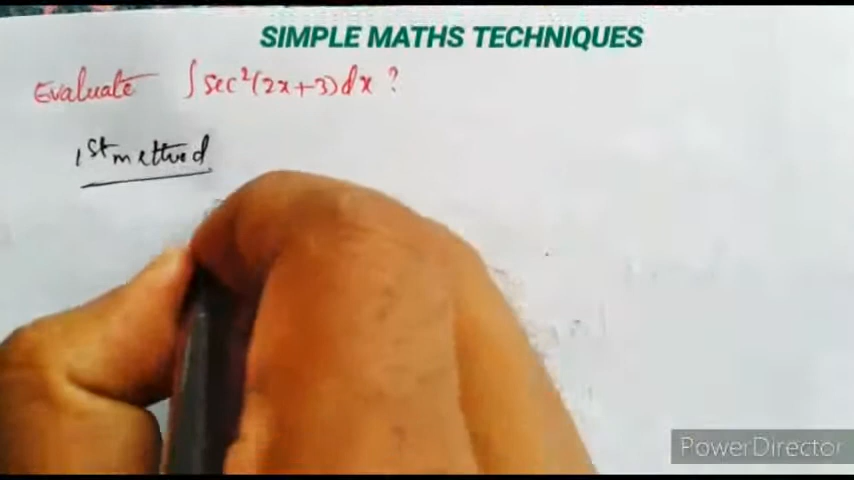 SIMPLE MATHS TECHNIQUES
Evaluate ∫ sec²(2x+3)dx ?
1st method
PowerDirector